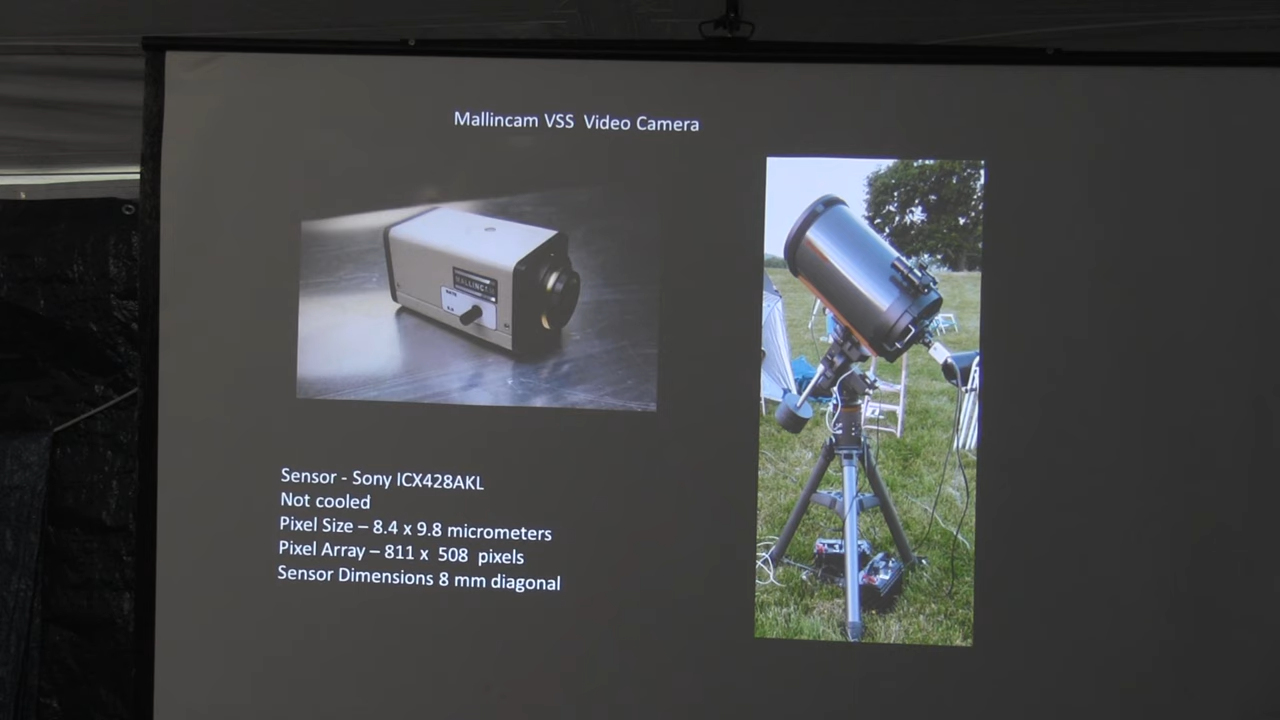 Mallincam VSS Video Camera
MALLINCAM
Sensor - Sony ICX428AKL
Not cooled
Pixel Size – 8.4 x 9.8 micrometers
Pixel Array – 811 x 508 pixels
Sensor Dimensions 8 mm diagonal